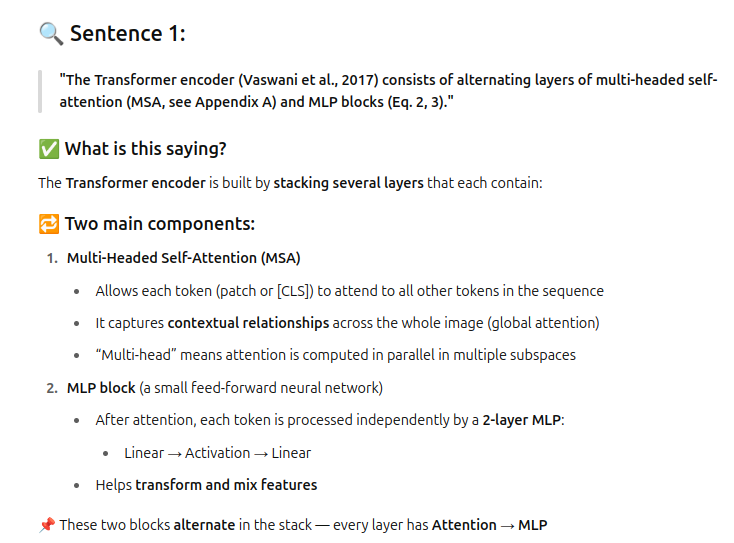 🔍 Sentence 1:
"The Transformer encoder (Vaswani et al., 2017) consists of alternating layers of multi-headed self-
attention (MSA, see Appendix A) and MLP blocks (Eq. 2, 3)."
✅ What is this saying?
The Transformer encoder is built by stacking several layers that each contain:
🔁 Two main components:
1. Multi-Headed Self-Attention (MSA)
• Allows each token (patch or [CLS]) to attend to all other tokens in the sequence
• It captures contextual relationships across the whole image (global attention)
• “Multi-head” means attention is computed in parallel in multiple subspaces
2. MLP block (a small feed-forward neural network)
• After attention, each token is processed independently by a 2-layer MLP:
• Linear → Activation → Linear
• Helps transform and mix features
📌 These two blocks alternate in the stack — every layer has Attention → MLP